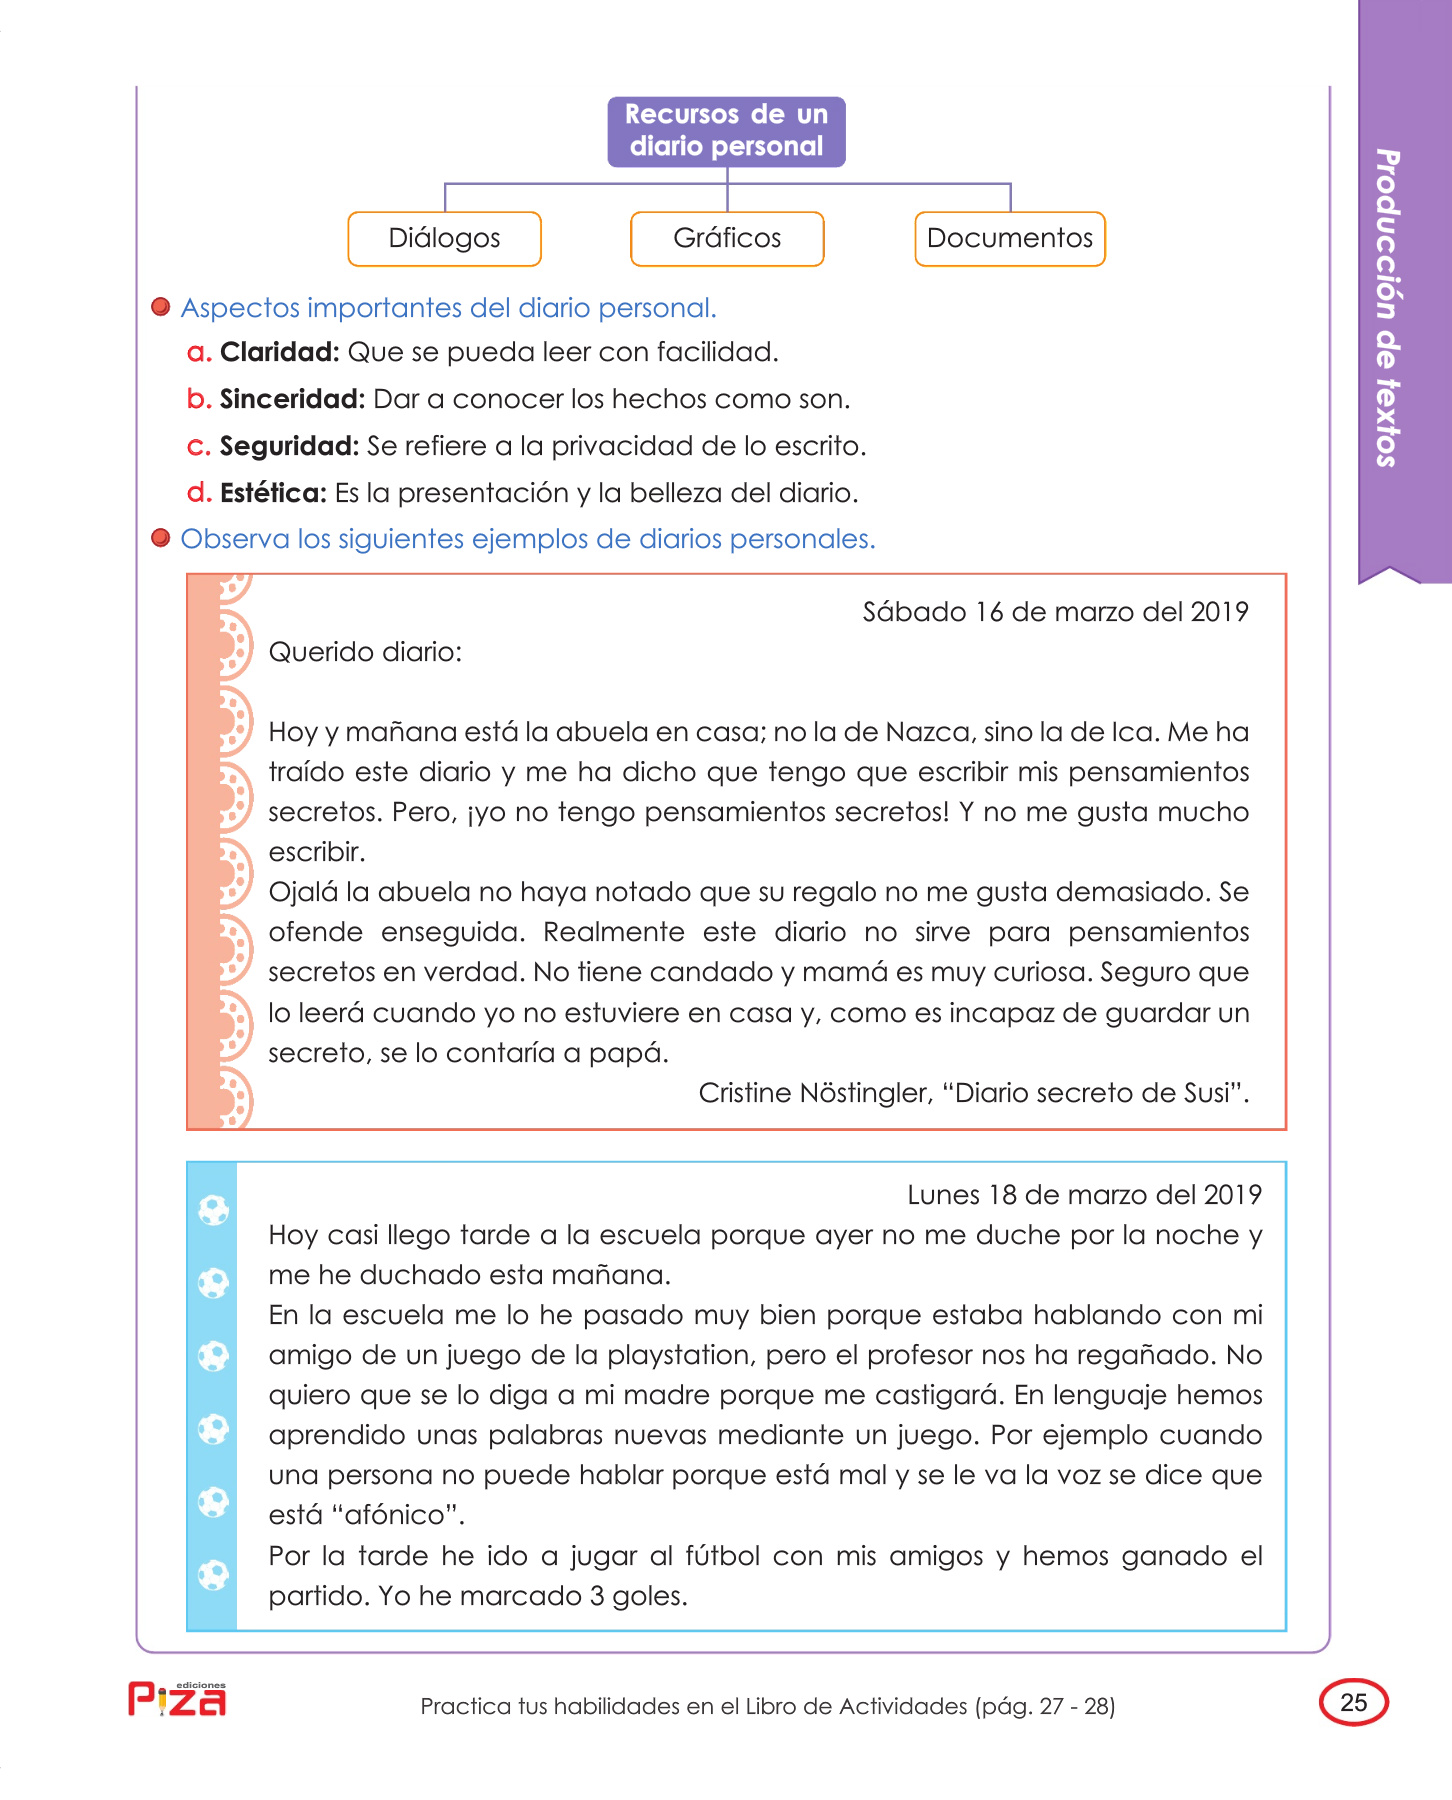 Recursos de un
diario personal
Diálogos
Gráficos
Documentos
Producción de textos
Aspectos importantes del diario personal.
a. Claridad: Que se pueda leer con facilidad.
b. Sinceridad: Dar a conocer los hechos como son.
c. Seguridad: Se refiere a la privacidad de lo escrito.
d. Estética: Es la presentación y la belleza del diario.
Observa los siguientes ejemplos de diarios personales.
Sábado 16 de marzo del 2019
Querido diario:
Hoy y mañana está la abuela en casa; no la de Nazca, sino la de Ica. Me ha
traído este diario y me ha dicho que tengo que escribir mis pensamientos
secretos. Pero, ¡yo no tengo pensamientos secretos! Y no me gusta mucho
escribir.
Ojalá la abuela no haya notado que su regalo no me gusta demasiado. Se
ofende enseguida. Realmente este diario no sirve para pensamientos
secretos en verdad. No tiene candado y mamá es muy curiosa. Seguro que
lo leerá cuando yo no estuviere en casa y, como es incapaz de guardar un
secreto, se lo contaría a papá.
Cristine Nöstingler, “Diario secreto de Susi”.
Lunes 18 de marzo del 2019
Hoy casi llego tarde a la escuela porque ayer no me duche por la noche y
me he duchado esta mañana.
En la escuela me lo he pasado muy bien porque estaba hablando con mi
amigo de un juego de la playstation, pero el profesor nos ha regañado. No
quiero que se lo diga a mi madre porque me castigará. En lenguaje hemos
aprendido unas palabras nuevas mediante un juego. Por ejemplo cuando
una persona no puede hablar porque está mal y se le va la voz se dice que
está “afónico”.
Por la tarde he ido a jugar al fútbol con mis amigos y hemos ganado el
partido. Yo he marcado 3 goles.
ediciones
Piza
Practica tus habilidades en el Libro de Actividades (pág. 27 - 28)
25